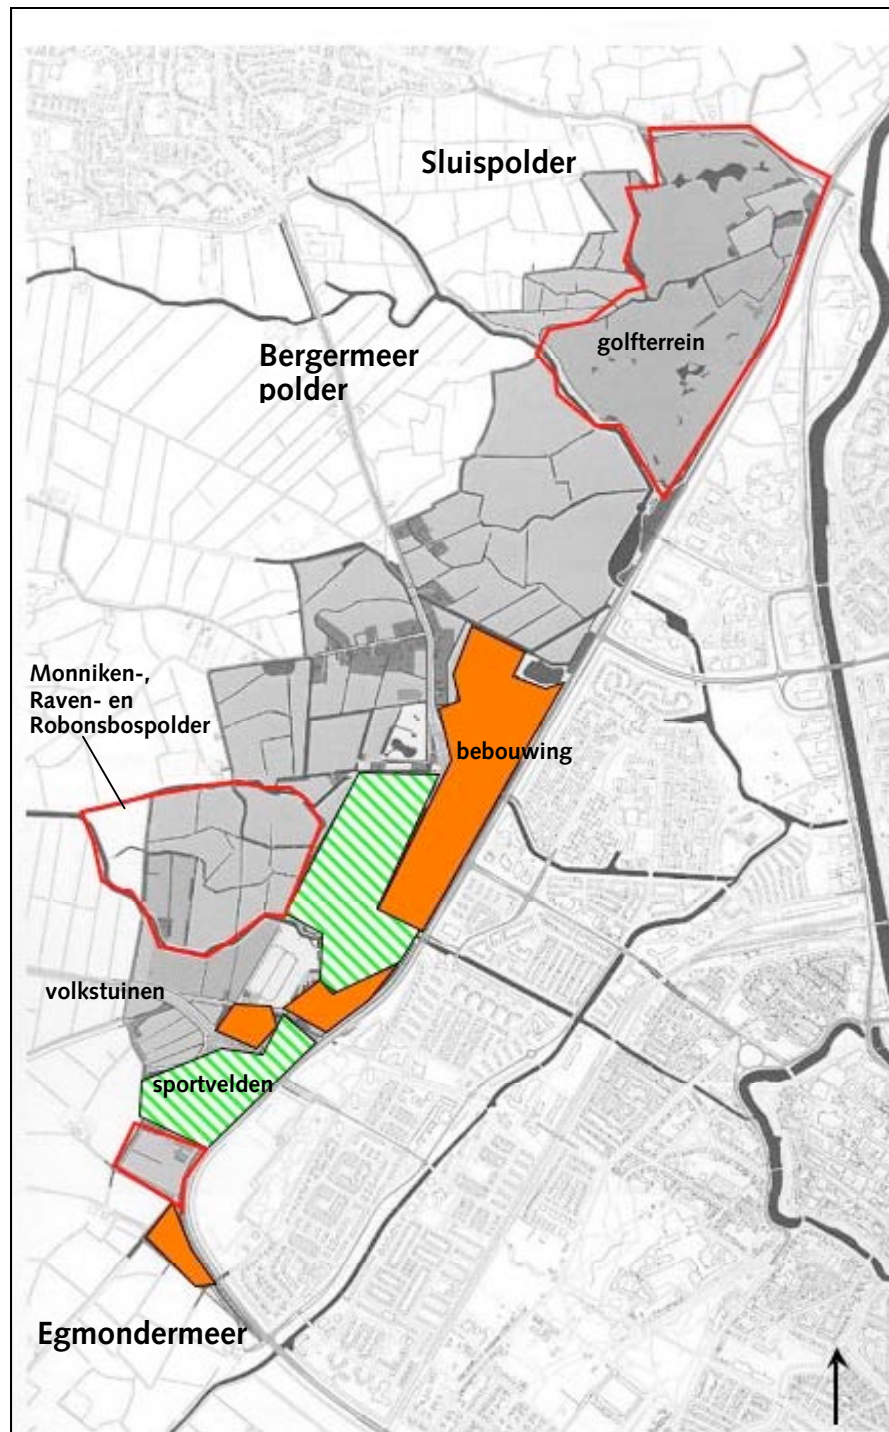 Sluispolder
golfterrein
Bergermeer
polder
Monniken-,
Raven- en
Robonsbospolder
bebouwing
volkstuinen
sportvelden
Egmondermeer